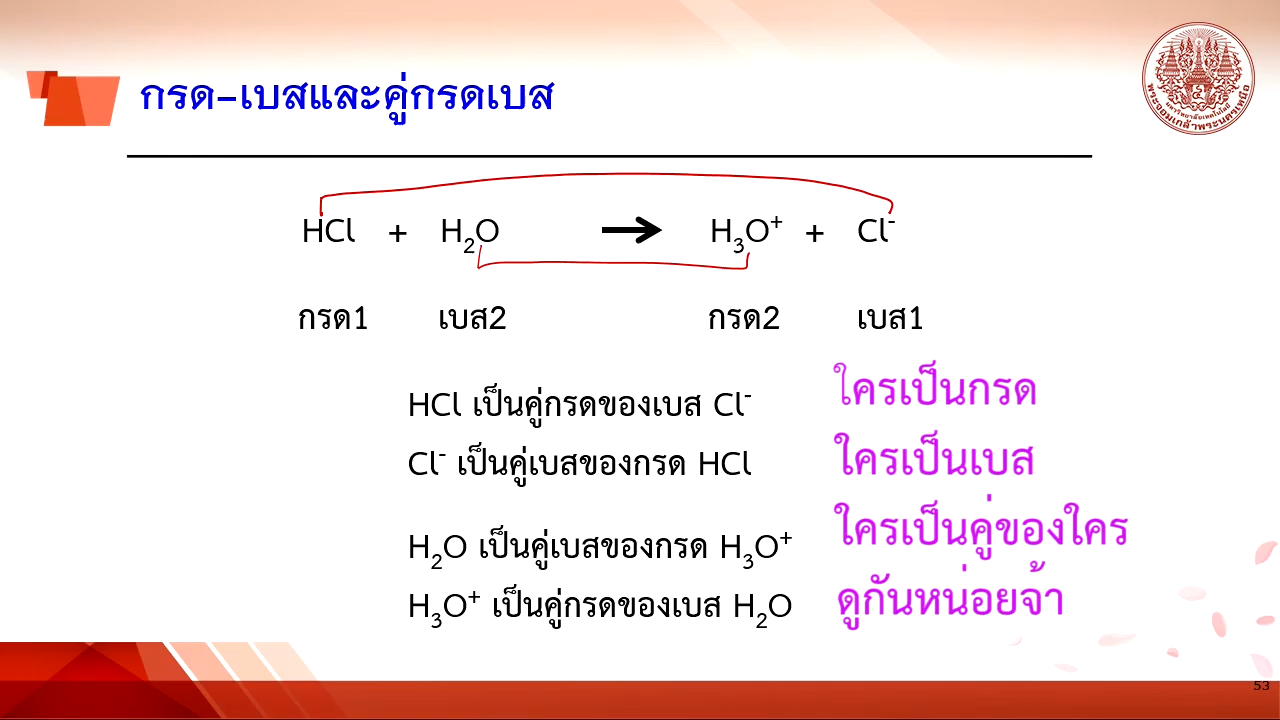 กรด-เบสและคู่กรดเบส
HCl + H₂O → H₃O⁺ + Cl⁻
กรด1 เบส2 กรด2 เบส1
HCl เป็นคู่กรดของเบส Cl⁻
Cl⁻ เป็นคู่เบสของกรด HCl
H₂O เป็นคู่เบสของกรด H₃O⁺
H₃O⁺ เป็นคู่กรดของเบส H₂O
ใครเป็นกรด
ใครเป็นเบส
ใครเป็นคู่ของใคร
ดูกันหน่อยจ้า
53